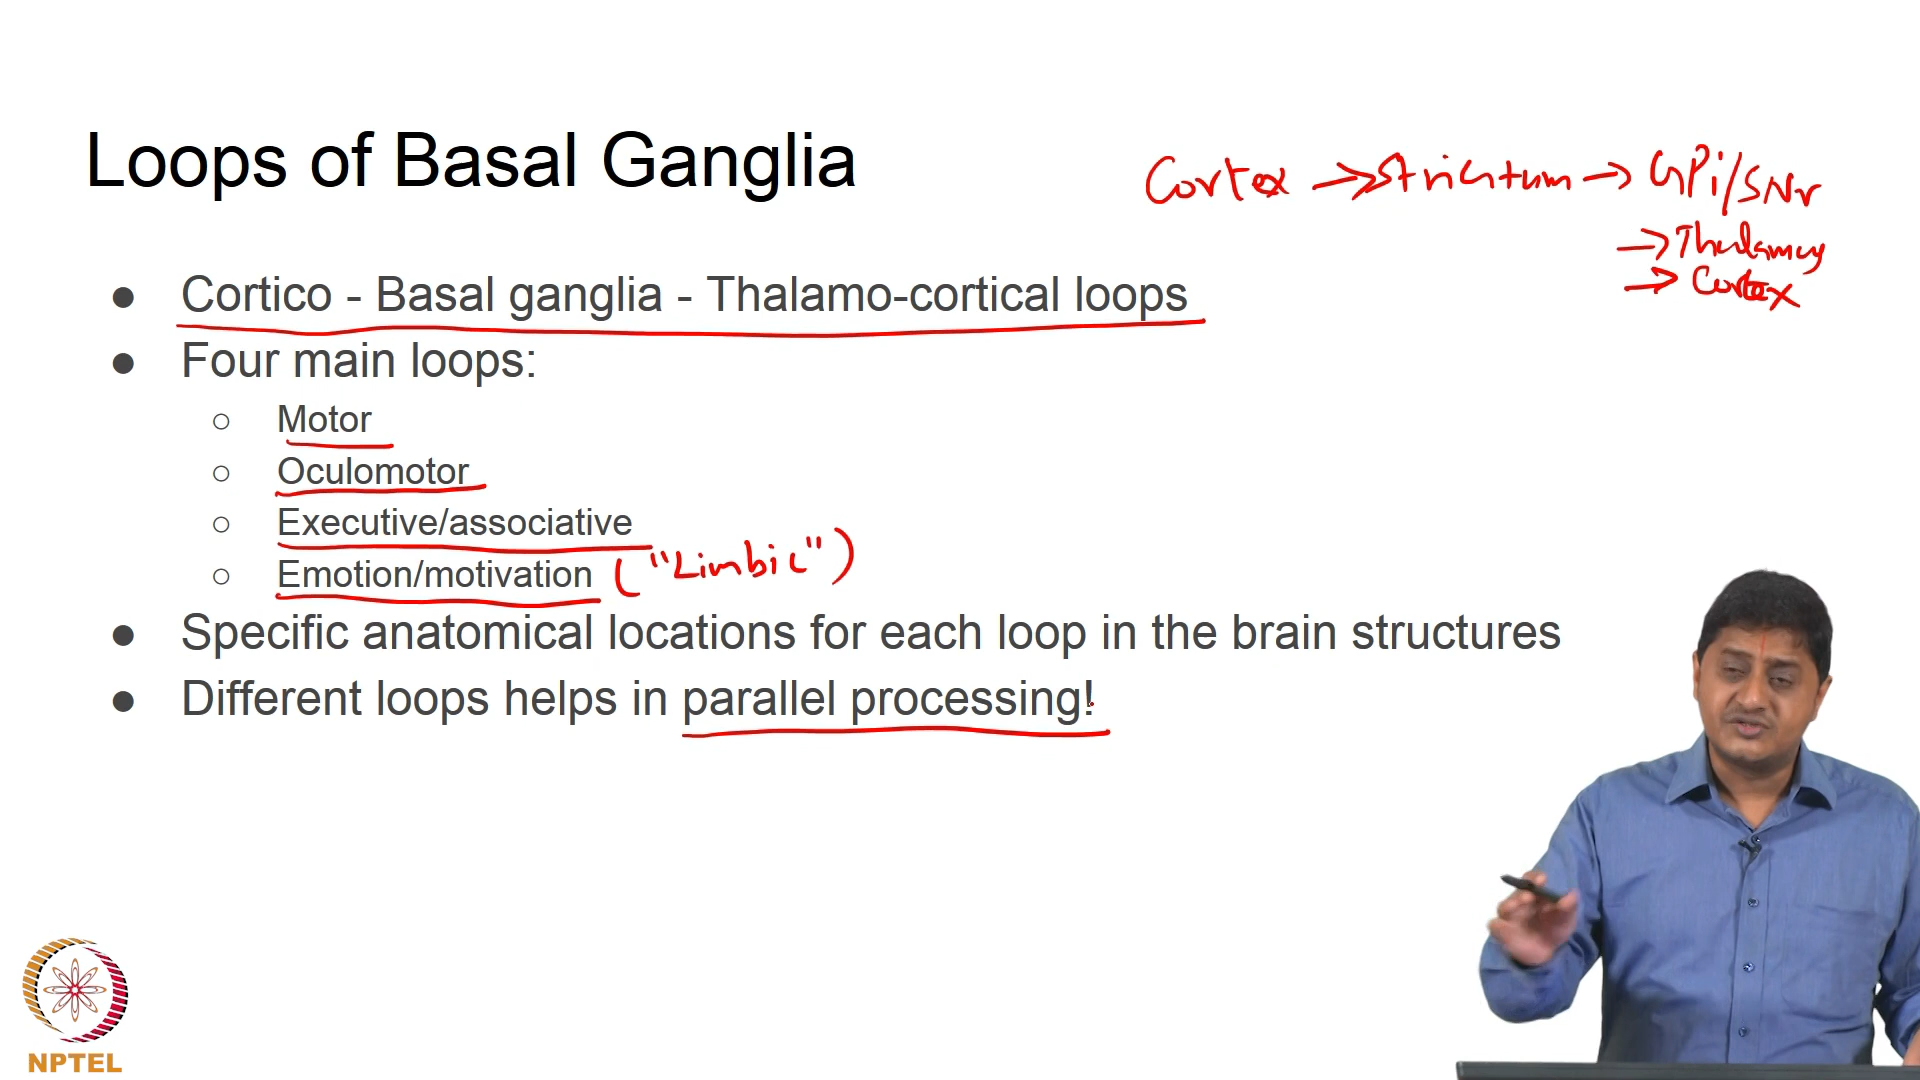 Loops of Basal Ganglia
Cortex → Striatum → GPi/SNr
→ Thalamus
→ Cortex
● Cortico - Basal ganglia - Thalamo-cortical loops
● Four main loops:
○ Motor
○ Oculomotor
○ Executive/associative
○ Emotion/motivation ("Limbic")
● Specific anatomical locations for each loop in the brain structures
● Different loops helps in parallel processing!
NPTEL